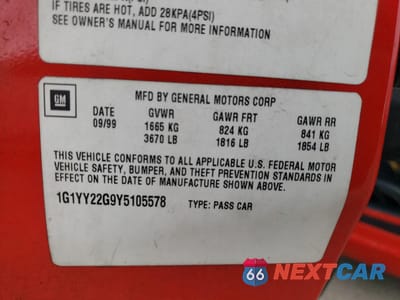 IF TIRES ARE HOT, ADD 28KPA(4PSI)
SEE OWNER'S MANUAL FOR MORE INFORMATION
GM
MFD BY GENERAL MOTORS CORP
DATE GVWR GAWR FRT GAWR RR
09/99 1665 KG 824 KG 841 KG
3670 LB 1816 LB 1854 LB
THIS VEHICLE CONFORMS TO ALL APPLICABLE U.S. FEDERAL MOTOR
VEHICLE SAFETY, BUMPER, AND THEFT PREVENTION STANDARDS IN
EFFECT ON THE DATE OF MANUFACTURE SHOWN ABOVE.
1G1YY22G9Y5105578 TYPE: PASS CAR
66 NEXTCAR